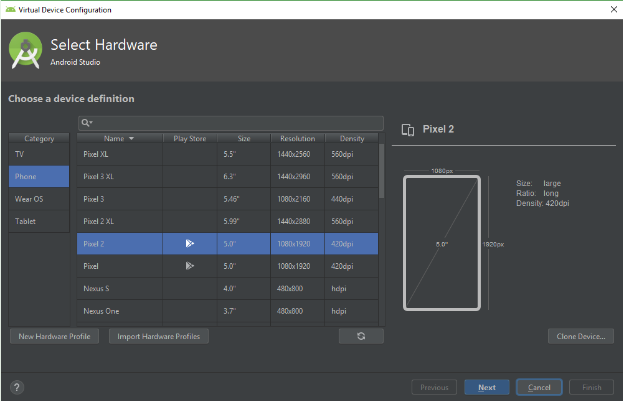 Virtual Device Configuration
Select Hardware
Android Studio
Choose a device definition
Category
TV
Phone
Wear OS
Tablet
Name Play Store Size Resolution Density
Pixel XL 5.5" 1440x2560 560dpi
Pixel 3 XL 6.3" 1440x2960 560dpi
Pixel 3 5.46" 1080x2160 440dpi
Pixel 2 XL 5.99" 1440x2880 560dpi
Pixel 2 5.0" 1080x1920 420dpi
Pixel 5.0" 1080x1920 420dpi
Nexus S 4.0" 480x800 hdpi
Nexus One 3.7" 480x800 hdpi
New Hardware Profile Import Hardware Profiles
Pixel 2
1080px
5.0"
1920px
Size: large
Ratio: long
Density: 420dpi
Clone Device...
? Previous Next Cancel Finish